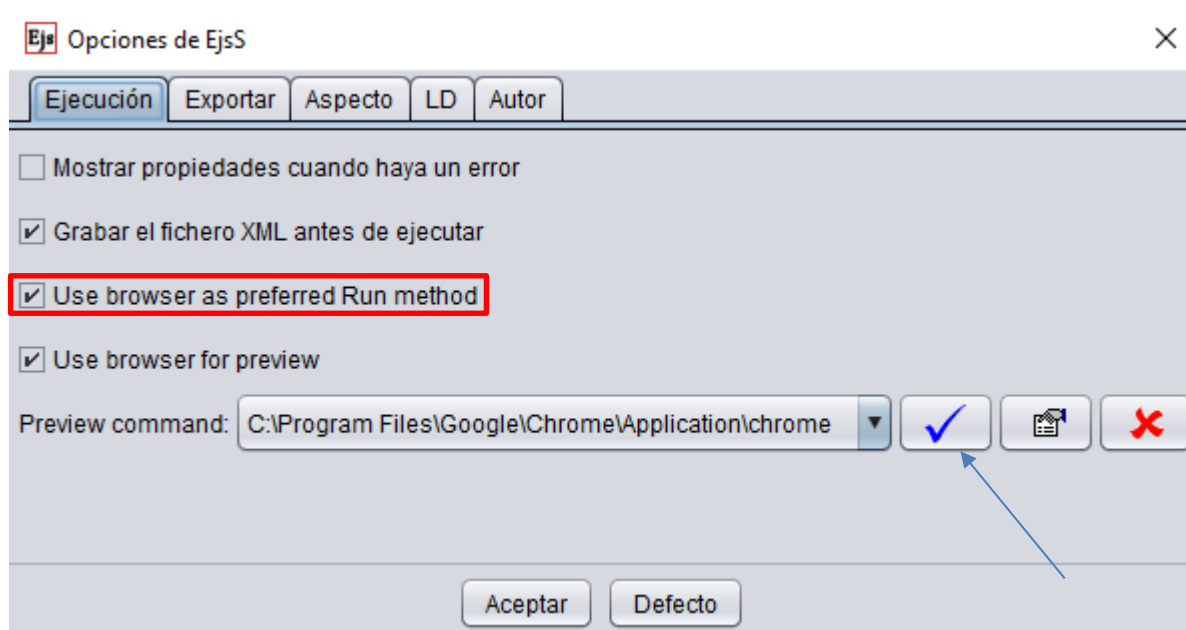 Ejs Opciones de EjsS
Ejecución Exportar Aspecto LD Autor
Mostrar propiedades cuando haya un error
Grabar el fichero XML antes de ejecutar
Use browser as preferred Run method
Use browser for preview
Preview command: C:\Program Files\Google\Chrome\Application\chrome
Aceptar Defecto